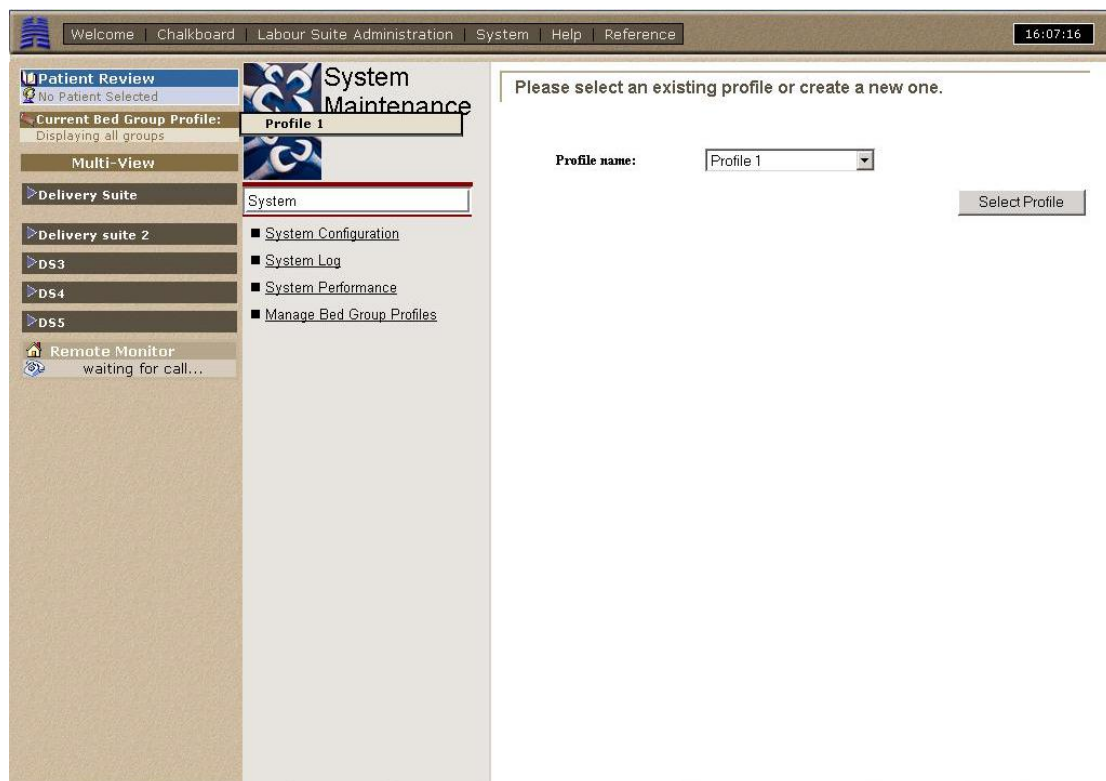 Welcome | Chalkboard | Labour Suite Administration | System | Help | Reference
16:07:16
Patient Review
No Patient Selected
Current Bed Group Profile:
Displaying all groups
Multi-View
Delivery Suite
Delivery suite 2
DS3
DS4
DS5
Remote Monitor
waiting for call...
System
Maintenance
Profile 1
System
System Configuration
System Log
System Performance
Manage Bed Group Profiles
Please select an existing profile or create a new one.
Profile name: Profile 1
Select Profile